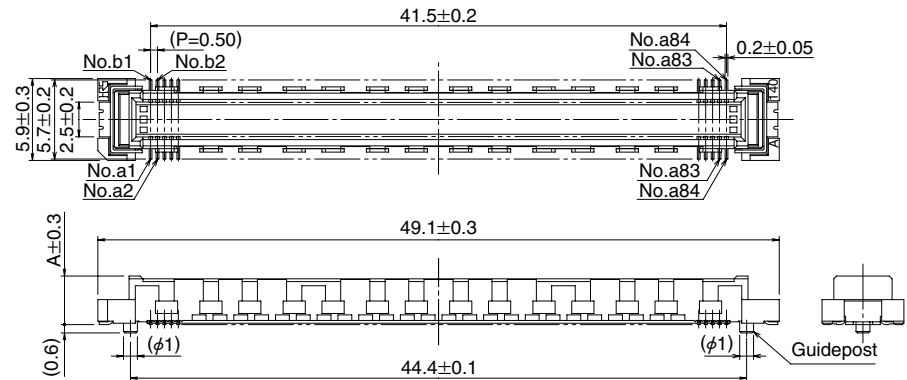 41.5±0.2
(P=0.50)
No.a84
0.2±0.05
No.b1
No.b2
No.a83
5.9±0.3
5.7±0.2
2.5±0.2
No.a1
No.a83
No.a2
No.a84
49.1±0.3
A±0.3
(0.6)
(φ1)
(φ1)
Guidepost
44.4±0.1